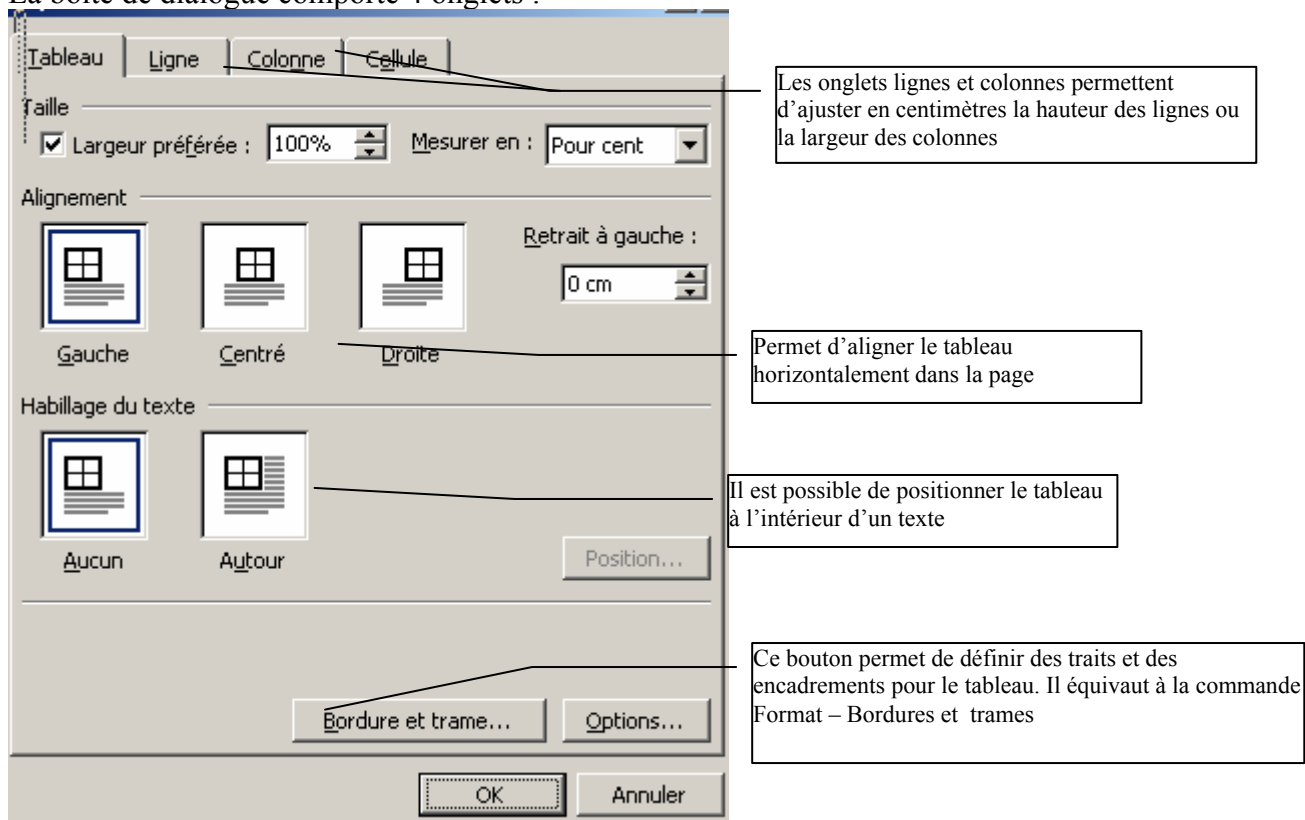 La boîte de dialogue comporte 4 onglets :
Tableau Ligne Colonne Cellule
Taille
Largeur préférée : 100% Mesurer en : Pour cent
Alignement
Retrait à gauche :
0 cm
Gauche Centré Droite
Habillage du texte
Aucun Autour
Position...
Bordure et trame... Options...
OK Annuler
Les onglets lignes et colonnes permettent
d’ajuster en centimètres la hauteur des lignes ou
la largeur des colonnes
Permet d’aligner le tableau
horizontalement dans la page
Il est possible de positionner le tableau
à l’intérieur d’un texte
Ce bouton permet de définir des traits et des
encadrements pour le tableau. Il équivaut à la commande
Format – Bordures et trames